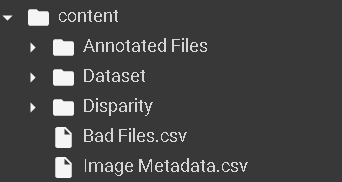 content
Annotated Files
Dataset
Disparity
Bad Files.csv
Image Metadata.csv